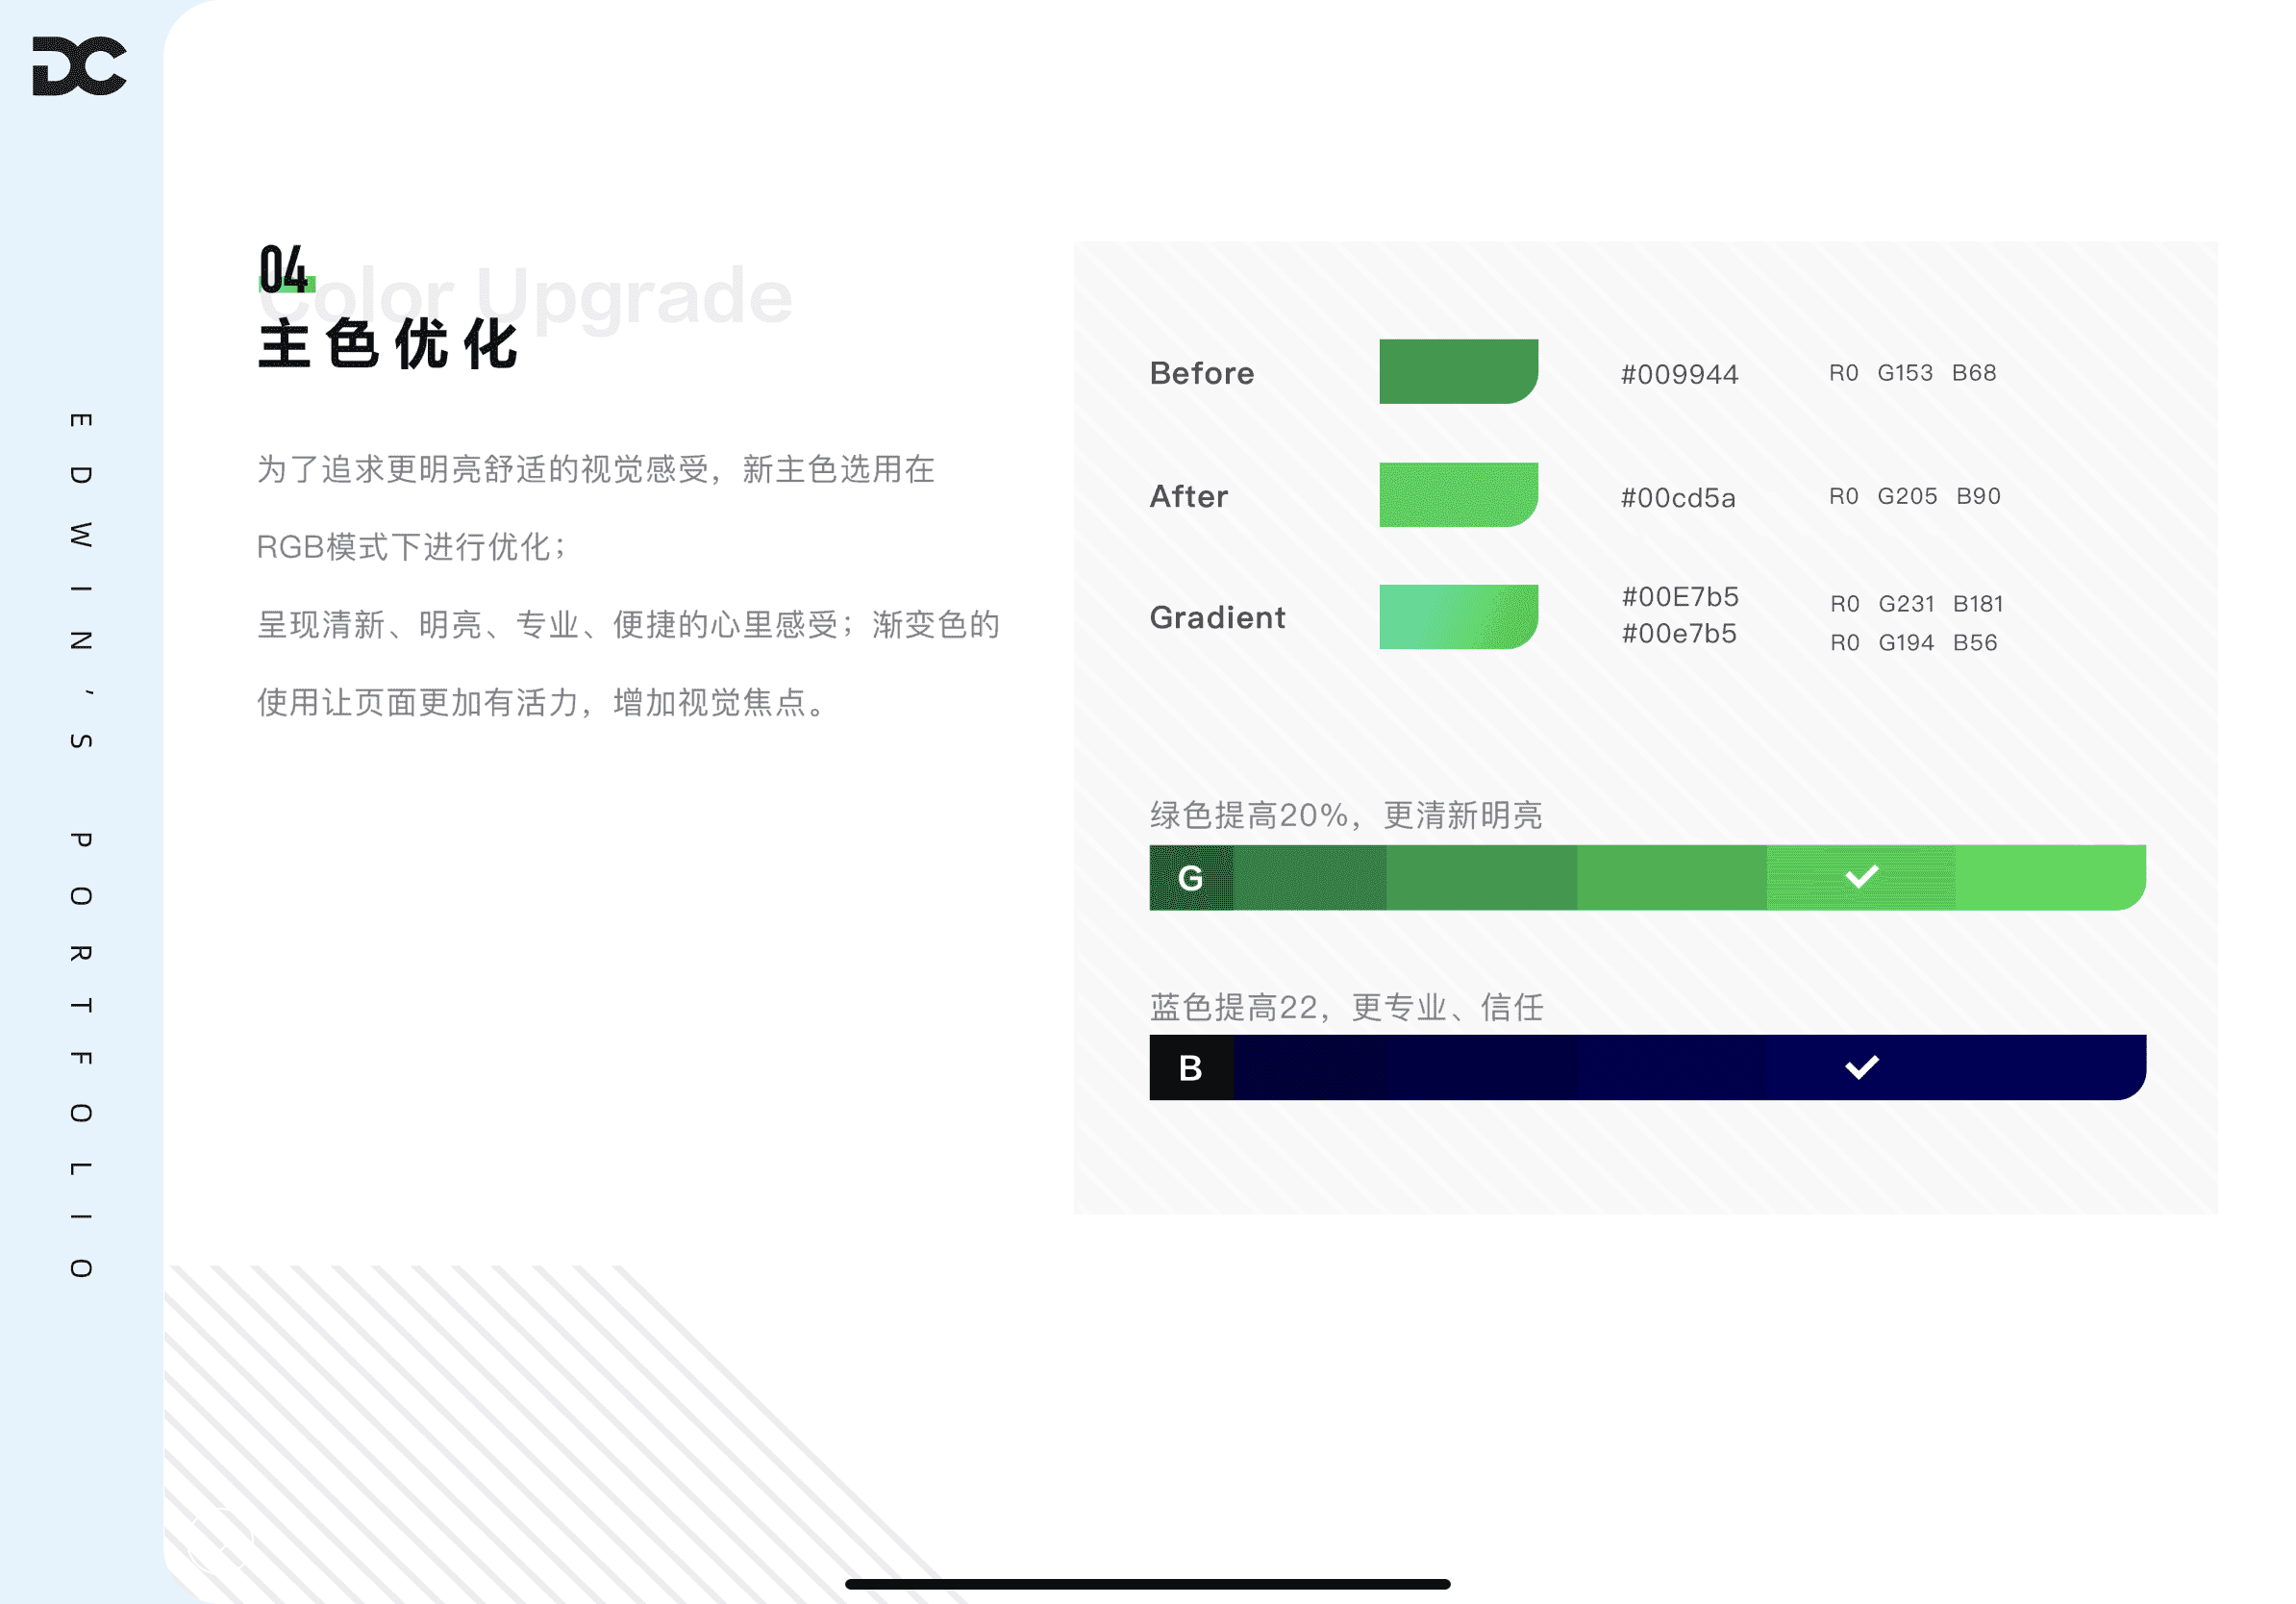 DC
EDWIN'S PORTFOLIO
04
Color Upgrade
主色优化
为了追求更明亮舒适的视觉感受，新主色选用在
RGB模式下进行优化；
呈现清新、明亮、专业、便捷的心里感受；渐变色的
使用让页面更加有活力，增加视觉焦点。
Before #009944 R0 G153 B68
After #00cd5a R0 G205 B90
Gradient
#00E7b5 R0 G231 B181
#00e7b5 R0 G194 B56
绿色提高20%，更清新明亮
G
蓝色提高22，更专业、信任
B